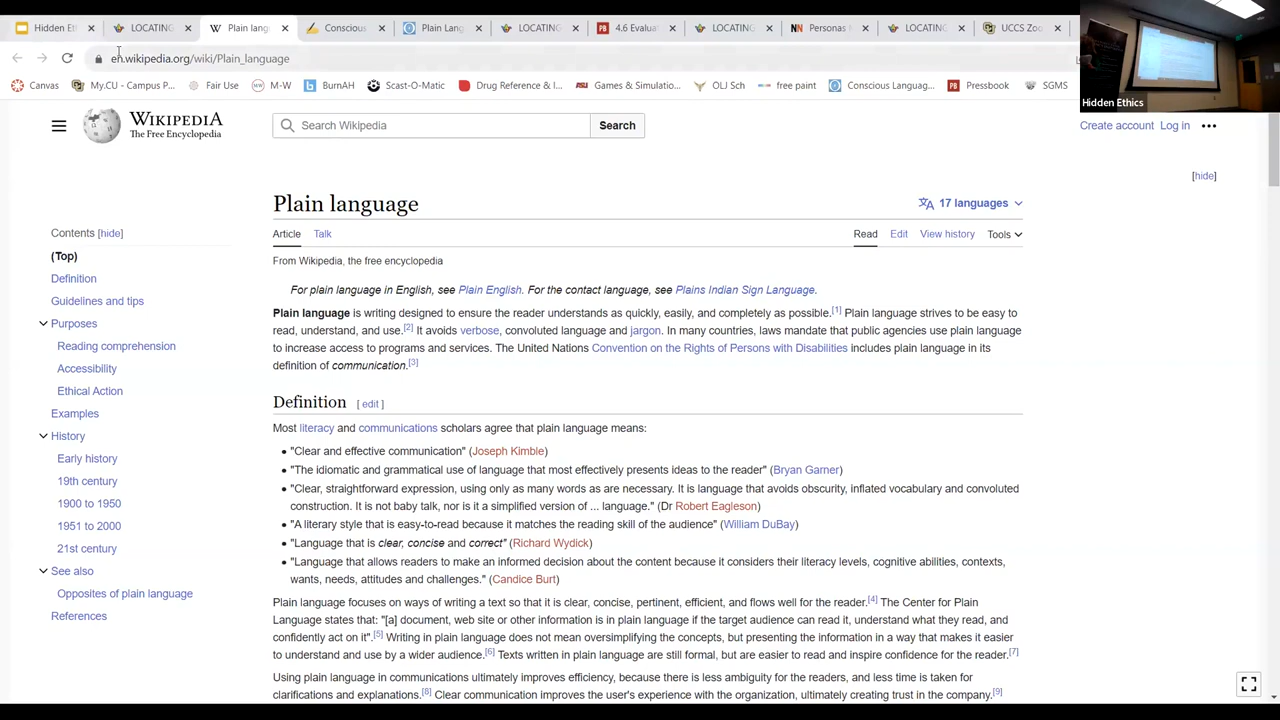 Hidden Et
LOCATING
Plain lang
Conscious
Plain Lang
LOCATING
4.6 Evalua
LOCATING
Personas
LOCATING
UCCS Zoo
en.wikipedia.org/wiki/Plain_language
Canvas
My.CU - Campus P...
Fair Use
M-W
BurnAH
Scast-O-Matic
Drug Reference & I...
Games & Simulatio...
OLJ Sch
free paint
Conscious Languag...
Pressbook
SGMS
Hidden Ethics
WIKIPEDIA
The Free Encyclopedia
Search Wikipedia
Search
Create account Log in
[hide]
Plain language
17 languages
Contents [hide]
(Top)
Definition
Guidelines and tips
Purposes
Reading comprehension
Accessibility
Ethical Action
Examples
History
Early history
19th century
1900 to 1950
1951 to 2000
21st century
See also
Opposites of plain language
References
Article Talk
Read Edit View history Tools
From Wikipedia, the free encyclopedia
For plain language in English, see Plain English. For the contact language, see Plains Indian Sign Language.
Plain language is writing designed to ensure the reader understands as quickly, easily, and completely as possible.[1] Plain language strives to be easy to
read, understand, and use.[2] It avoids verbose, convoluted language and jargon. In many countries, laws mandate that public agencies use plain language
to increase access to programs and services. The United Nations Convention on the Rights of Persons with Disabilities includes plain language in its
definition of communication.[3]
Definition [ edit ]
Most literacy and communications scholars agree that plain language means:
• "Clear and effective communication" (Joseph Kimble)
• "The idiomatic and grammatical use of language that most effectively presents ideas to the reader" (Bryan Garner)
• "Clear, straightforward expression, using only as many words as are necessary. It is language that avoids obscurity, inflated vocabulary and convoluted
construction. It is not baby talk, nor is it a simplified version of ... language." (Dr Robert Eagleson)
• "A literary style that is easy-to-read because it matches the reading skill of the audience" (William DuBay)
• "Language that is clear, concise and correct" (Richard Wydick)
• "Language that allows readers to make an informed decision about the content because it considers their literacy levels, cognitive abilities, contexts,
wants, needs, attitudes and challenges." (Candice Burt)
Plain language focuses on ways of writing a text so that it is clear, concise, pertinent, efficient, and flows well for the reader.[4] The Center for Plain
Language states that: "[a] document, web site or other information is in plain language if the target audience can read it, understand what they read, and
confidently act on it".[5] Writing in plain language does not mean oversimplifying the concepts, but presenting the information in a way that makes it easier
to understand and use by a wider audience.[6] Texts written in plain language are still formal, but are easier to read and inspire confidence for the reader.[7]
Using plain language in communications ultimately improves efficiency, because there is less ambiguity for the readers, and less time is taken for
clarifications and explanations.[8] Clear communication improves the user's experience with the organization, ultimately creating trust in the company.[9]